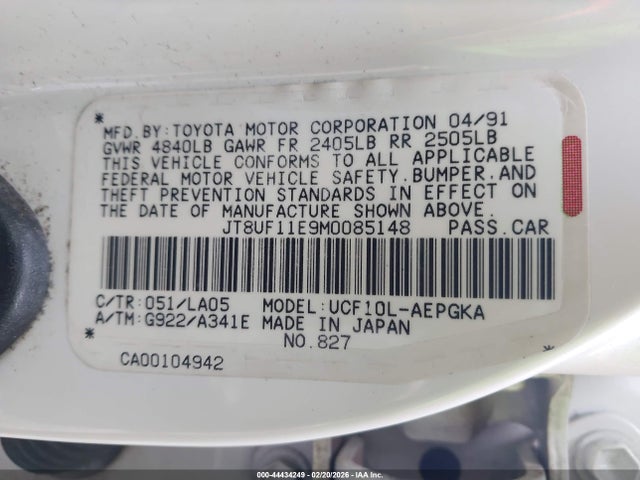 MFD.BY:TOYOTA MOTOR CORPORATION 04/91
GVWR 4840LB GAWR FR 2405LB RR 2505LB
THIS VEHICLE CONFORMS TO ALL APPLICABLE
FEDERAL MOTOR VEHICLE SAFETY.BUMPER.AND
THEFT PREVENTION STANDARDS IN EFFECT ON
THE DATE OF MANUFACTURE SHOWN ABOVE.
JT8UF11E9M0085148 PASS.CAR
C/TR:051/LA05 MODEL:UCF10L-AEPGKA
A/TM:G922/A341E MADE IN JAPAN
NO.827
CA00104942
000-44434249 | 02/20/2026 - Copyright © IAA, LLC